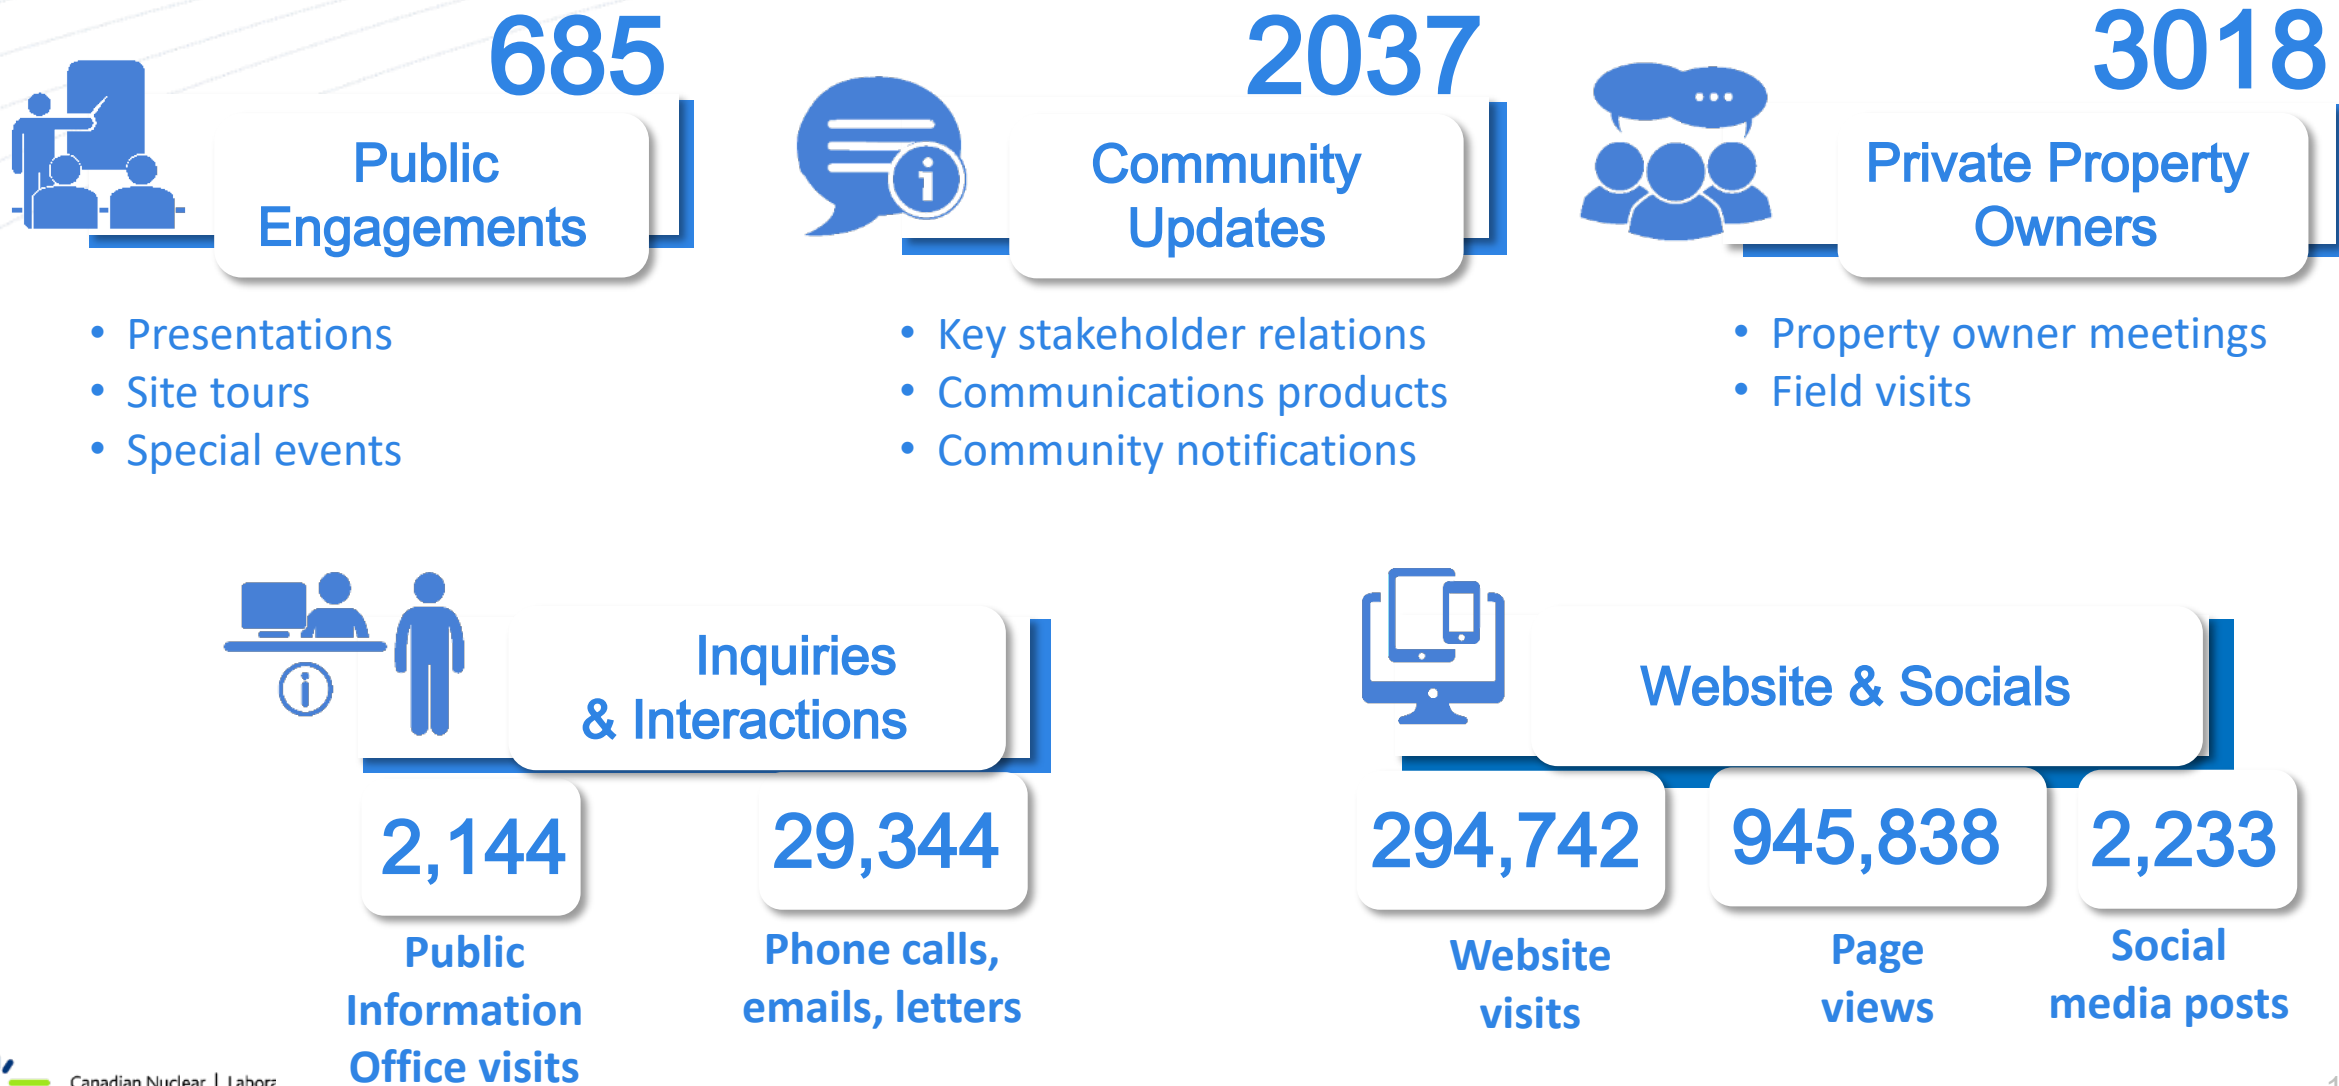 685
Public
Engagements
• Presentations
• Site tours
• Special events
2037
Community
Updates
• Key stakeholder relations
• Communications products
• Community notifications
3018
Private Property
Owners
• Property owner meetings
• Field visits
Inquiries
& Interactions
2,144
Public
Information
Office visits
29,344
Phone calls,
emails, letters
Website & Socials
294,742
Website
visits
945,838
Page
views
2,233
Social
media posts
Canadian Nuclear